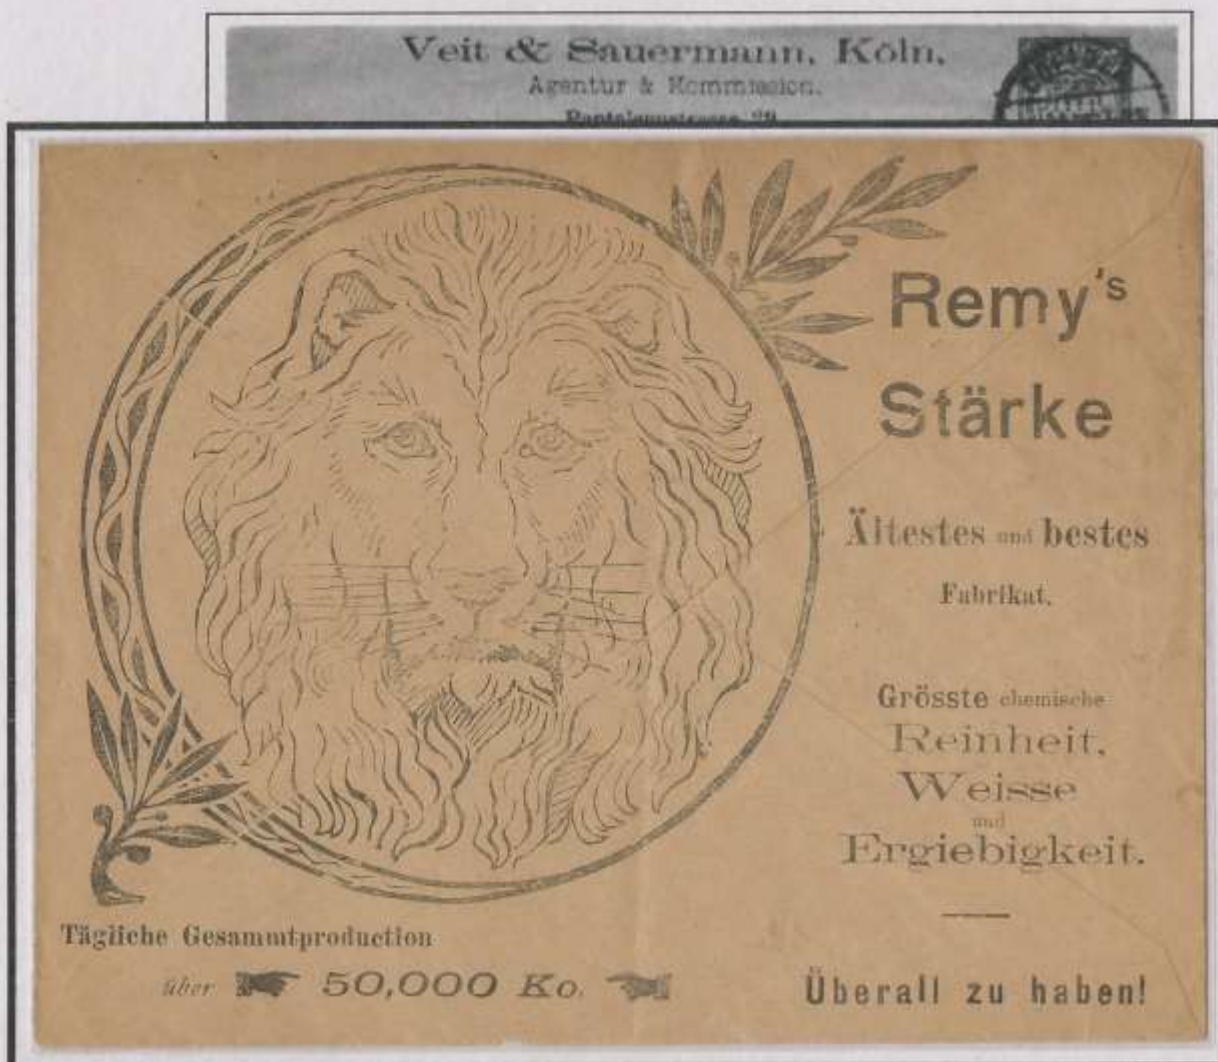 Veit & Sauermann, Köln,
Agentur & Kommission.
Remy's
Stärke
Ältestes und bestes
Fabrikat.
Grösste chemische
Reinheit,
Weisse
und
Ergiebigkeit.
Tägliche Gesammtproduction
über 50,000 Ko.
Überall zu haben!